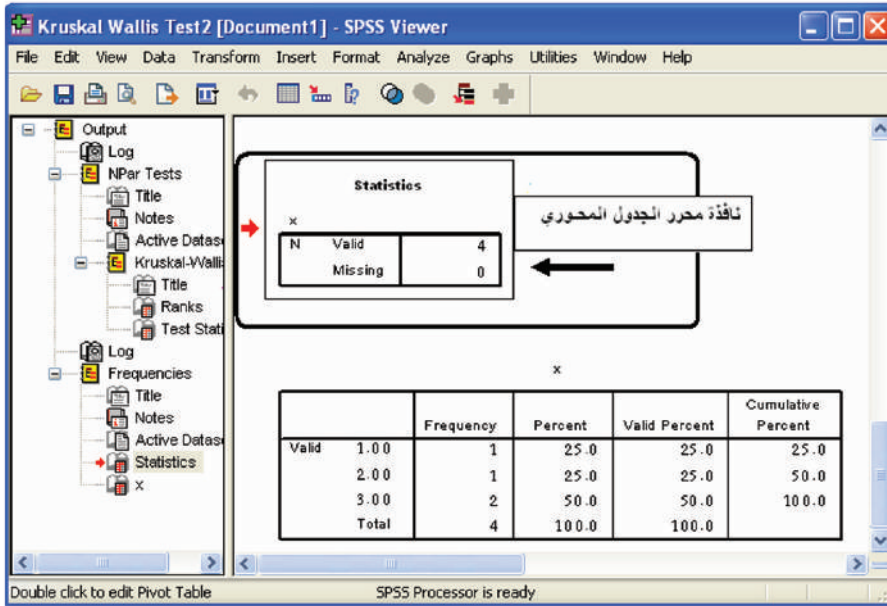 Kruskal Wallis Test2 [Document1] - SPSS Viewer
File Edit View Data Transform Insert Format Analyze Graphs Utilities Window Help
Output
Log
NPar Tests
Title
Notes
Active Datas
Kruskal-Walli
Title
Ranks
Test Stati
Log
Frequencies
Title
Notes
Active Datas
Statistics
x
Statistics
x
N Valid 4
Missing 0
نافذة محرر الجدول المحوري
x
Frequency Percent Valid Percent Cumulative Percent
Valid 1.00 1 25.0 25.0 25.0
2.00 1 25.0 25.0 50.0
3.00 2 50.0 50.0 100.0
Total 4 100.0 100.0
Double click to edit Pivot Table SPSS Processor is ready